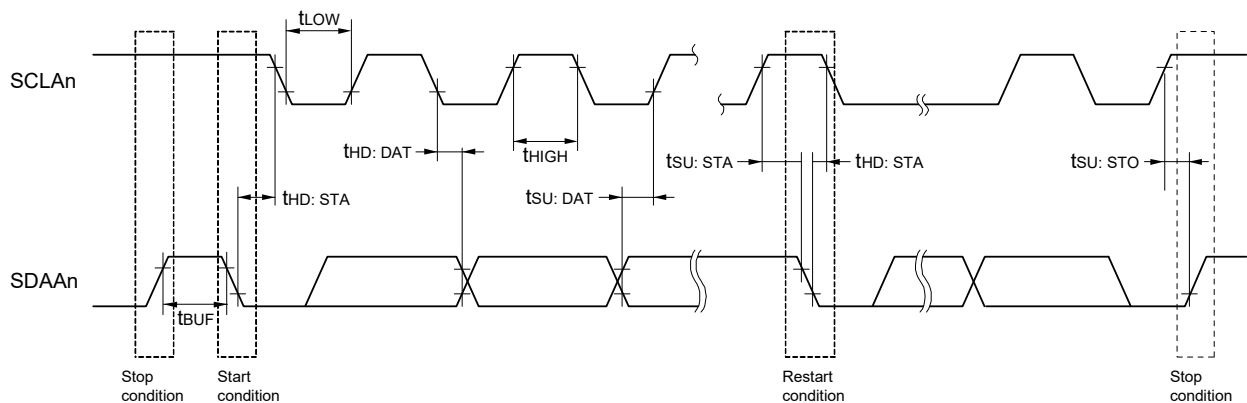 tLOW
SCLAn
tHD: DAT
tHIGH
tSU: STA
tHD: STA
tSU: STO
tHD: STA
tSU: DAT
SDAAn
tBUF
Stop
condition
Start
condition
Restart
condition
Stop
condition